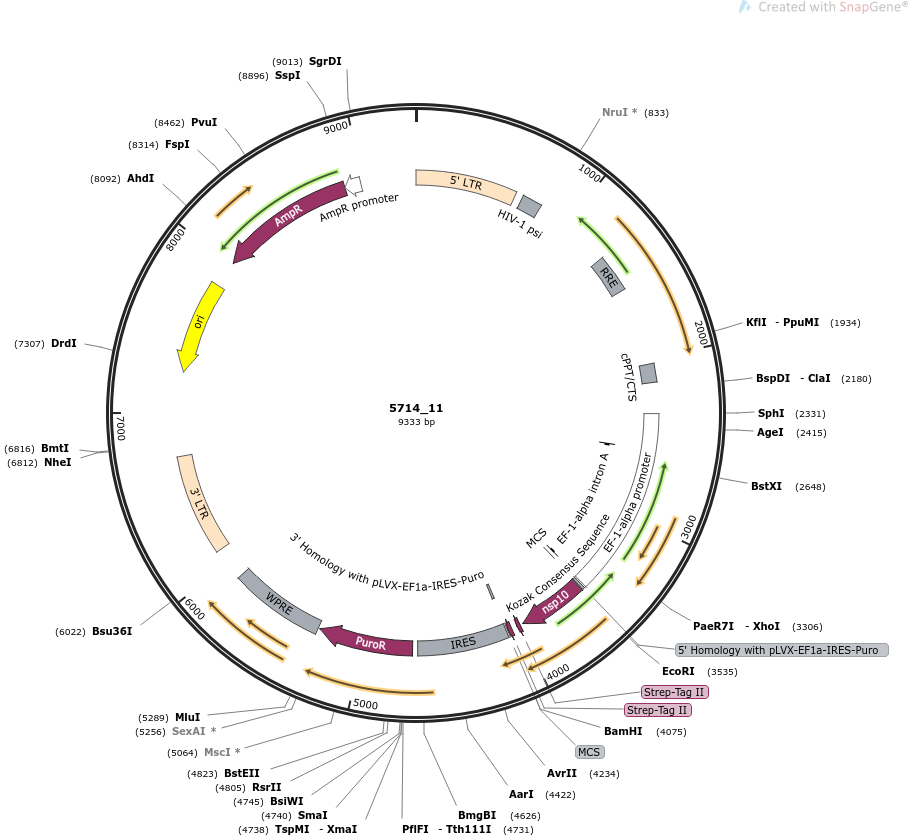 Created with SnapGene®
(9013) SgrDI
(8896) SspI
(8462) PvuI
(8314) FspI
(8092) AhdI
(7307) DrdI
(6816) BmtI
(6812) NheI
(6022) Bsu36I
(5289) MluI
(5256) SexAI *
(5064) MscI *
(4823) BstEII
(4805) RsrII
(4745) BsiWI
(4740) SmaI
(4738) TspMI - XmaI
NruI * (833)
KflI - PpuMI (1934)
BspDI - ClaI (2180)
SphI (2331)
AgeI (2415)
BstXI (2648)
PaeR7I - XhoI (3306)
5' Homology with pLVX-EF1a-IRES-Puro
EcoRI (3535)
Strep-Tag II
Strep-Tag II
BamHI (4075)
MCS
AvrII (4234)
AarI (4422)
BmgBI (4626)
PflFI - Tth111I (4731)
1000
2000
3000
4000
5000
6000
7000
8000
9000
5' LTR
HIV-1 psi
RRE
cPPT/CTS
EF-1-alpha promoter
EF-1-alpha intron A
MCS
Kozak Consensus Sequence
nsp10
3' Homology with pLVX-EF1a-IRES-Puro
IRES
PuroR
WPRE
3' LTR
ori
AmpR
AmpR promoter
5714_11
9333 bp